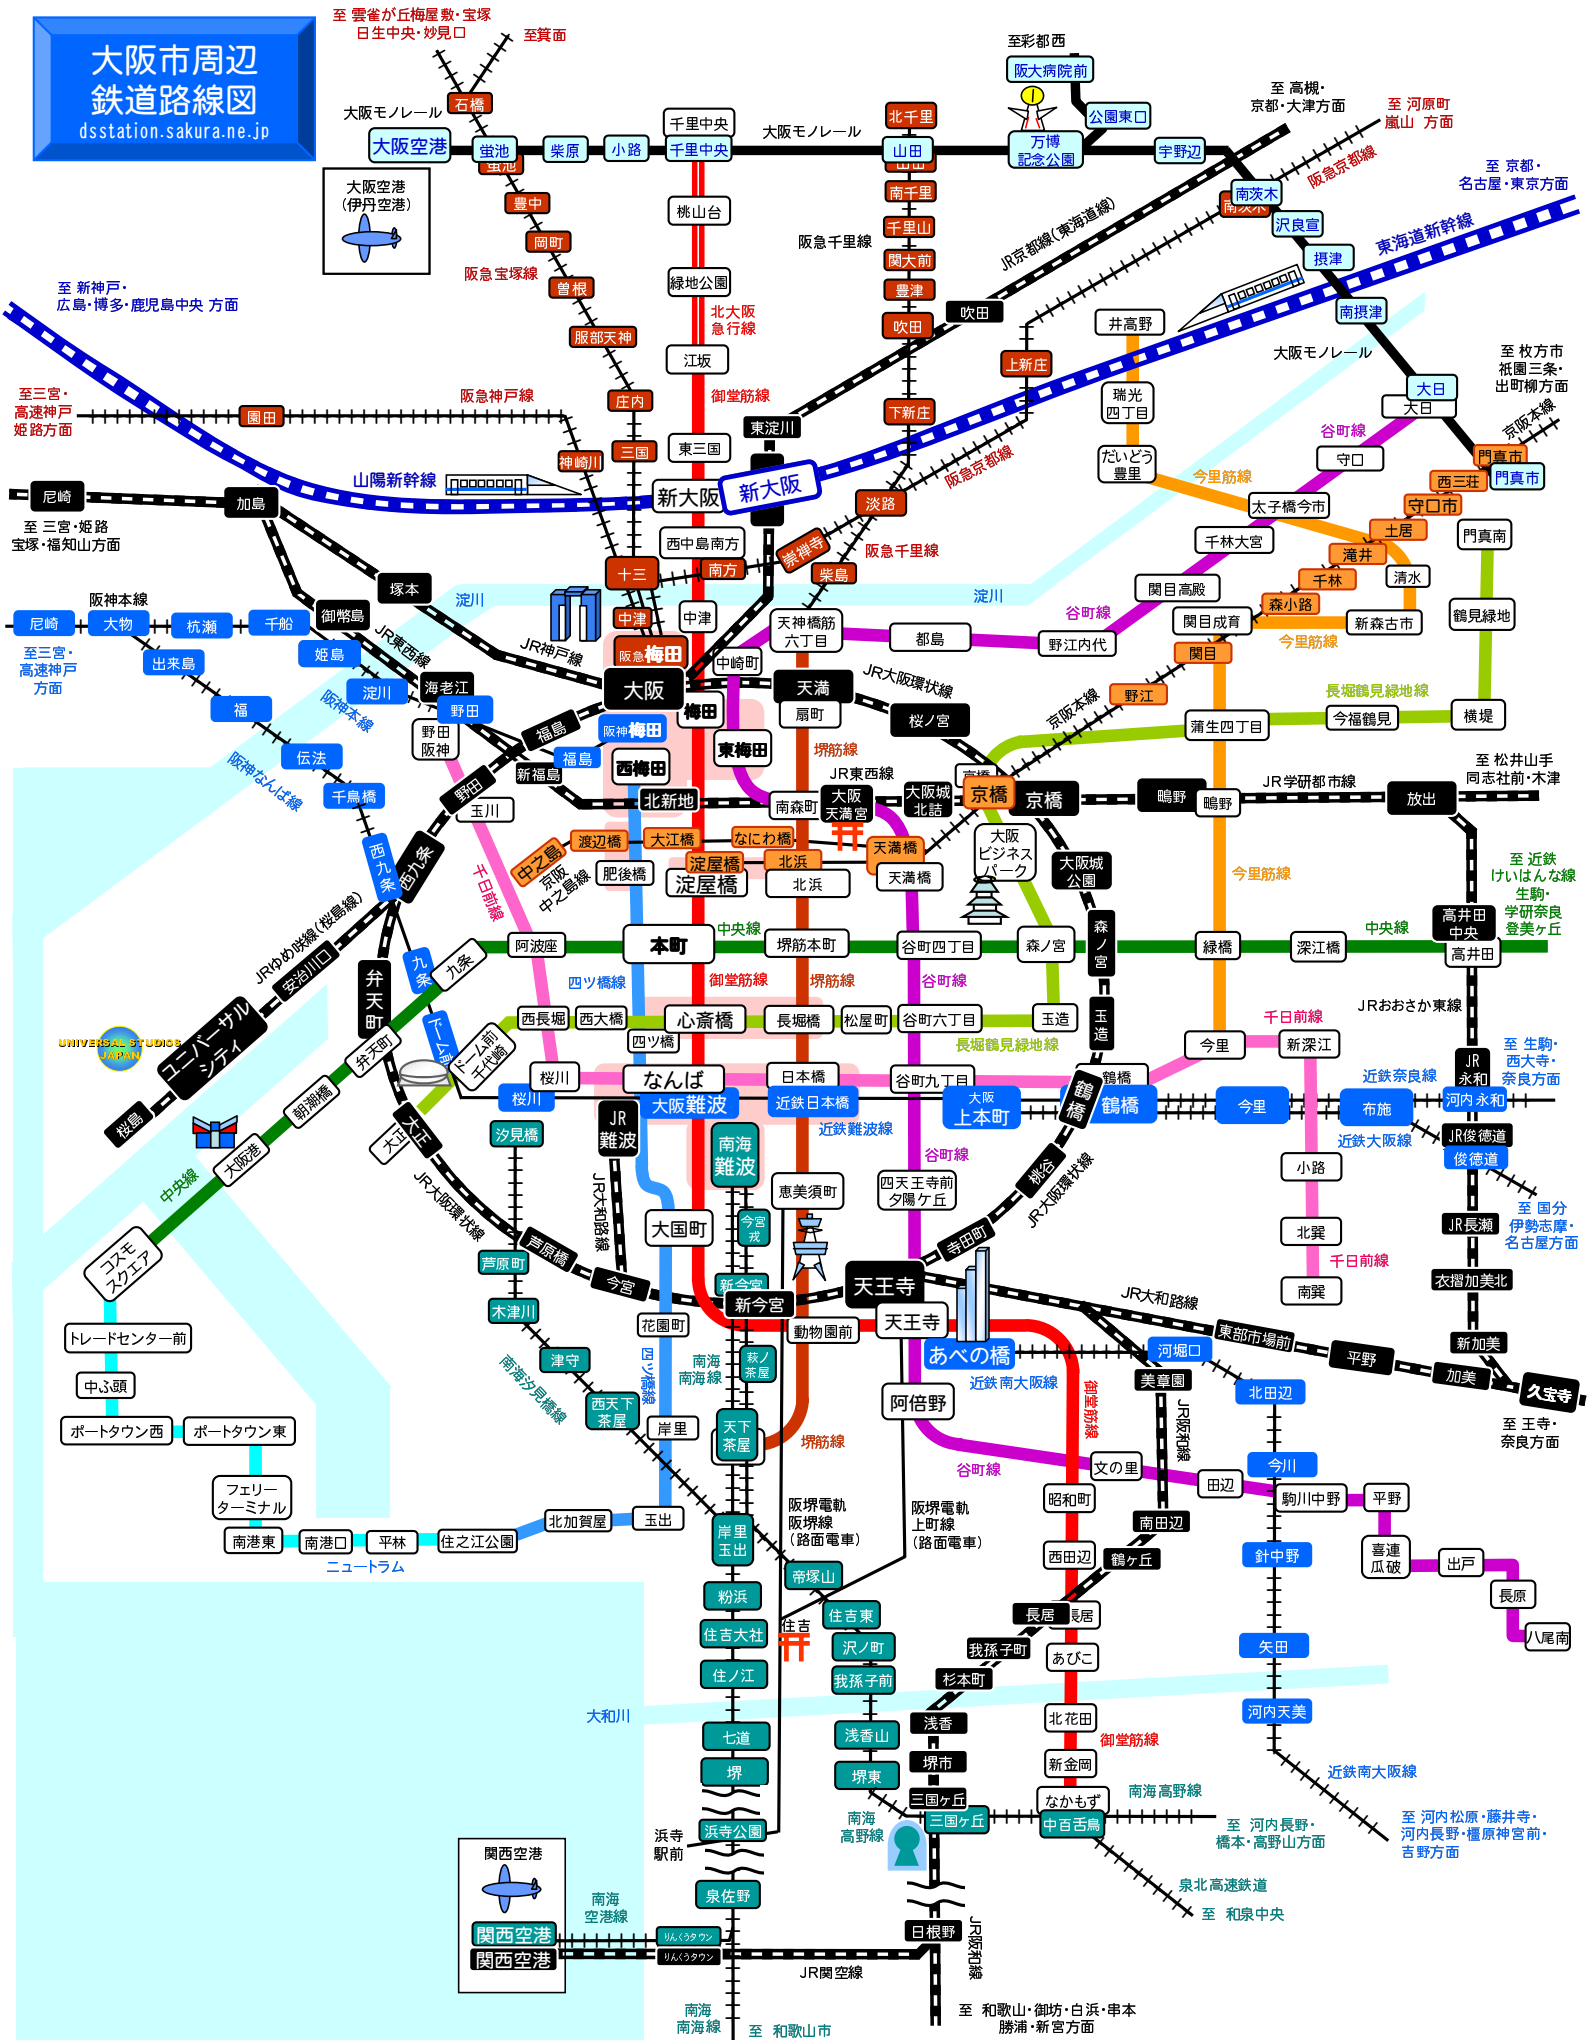 大阪市周辺
鉄道路線図
dsstation.sakura.ne.jp
至 雲雀が丘梅屋敷・宝塚
日生中央・妙見口
至箕面
石橋
大阪モノレール
大阪空港
蛍池
柴原
小路
千里中央
千里中央
大阪モノレール
北千里
山田
至彩都西
阪大病院前
公園東口
万博
記念公園
宇野辺
至 高槻・
京都・大津方面
至 河原町
嵐山 方面
阪急京都線
至 京都・
名古屋・東京方面
大阪空港
(伊丹空港)
豊中
岡町
阪急宝塚線
曽根
服部天神
庄内
三国
桃山台
緑地公園
北大阪
急行線
江坂
御堂筋線
東三国
南千里
千里山
阪急千里線
関大前
豊津
吹田
下新庄
JR京都線(東海道線)
吹田
東淀川
上新庄
南茨木
南茨木
沢良宜
摂津
東海道新幹線
南摂津
大阪モノレール
大日
大日
至 枚方市
祇園三条・
出町柳方面
京阪本線
門真市
門真市
西三荘
守口市
土居
滝井
千林
森小路
関目
野江
京阪本線
至 新神戸・
広島・博多・鹿児島中央 方面
至三宮・
高速神戸
姫路方面
園田
阪急神戸線
神崎川
山陽新幹線
新大阪
新大阪
井高野
瑞光
四丁目
だいどう
豊里
今里筋線
谷町線
守口
太子橋今市
千林大宮
関目高殿
谷町線
清水
門真南
鶴見緑地
新森古市
関目成育
今里筋線
野江内代
都島
天神橋筋
六丁目
尼崎
至 三宮・姫路
宝塚・福知山方面
加島
塚本
御幣島
JR東西線
JR神戸線
西中島南方
南方
崇禅寺
淡路
阪急京都線
阪急千里線
柴島
十三
中津
中津
淀川
淀川
阪神本線
尼崎
大物
杭瀬
千船
至三宮・
高速神戸
方面
出来島
姫島
淀川
福
阪神本線
伝法
阪神なんば線
千鳥橋
海老江
野田
野田
阪神
阪急梅田
大阪
梅田
阪神梅田
西梅田
東梅田
中崎町
天満
扇町
堺筋線
JR大阪環状線
桜ノ宮
福島
福島
新福島
野田
玉川
北新地
南森町
大阪
天満宮
JR東西線
大阪城
北詰
京橋
京橋
長堀鶴見緑地線
蒲生四丁目
今福鶴見
横堤
鴫野
鴫野
JR学研都市線
放出
至 松井山手
同志社前・木津
西九条
西九条
千日前線
中之島
京阪
中之島線
渡辺橋
大江橋
なにわ橋
肥後橋
淀屋橋
淀屋橋
北浜
北浜
天満橋
天満橋
大阪
ビジネス
パーク
大阪城
公園
今里筋線
至 近鉄
けいはんな線
生駒・
学研奈良
登美ヶ丘
高井田
中央
高井田
中央線
深江橋
緑橋
森ノ宮
森ノ宮
谷町四丁目
堺筋本町
中央線
本町
阿波座
九条
九条
JRゆめ咲線(桜島線)
安治川口
ユニバーサル
シティ
桜島
UNIVERSAL STUDIOS
JAPAN
弁天町
弁天町
朝潮橋
大阪港
中央線
コスモ
スクエア
四ツ橋線
御堂筋線
堺筋線
谷町線
西長堀
西大橋
四ツ橋
心斎橋
長堀橋
松屋町
谷町六丁目
玉造
玉造
長堀鶴見緑地線
ドーム前
千代崎
JRおおさか東線
千日前線
今里
新深江
桜川
桜川
なんば
日本橋
谷町九丁目
鶴橋
鶴橋
鶴橋
大阪難波
近鉄日本橋
近鉄難波線
大阪
上本町
今里
布施
近鉄奈良線
近鉄大阪線
JR
永和
河内永和
至 生駒・
西大寺・
奈良方面
JR俊徳道
俊徳道
JR長瀬
至 国分
伊勢志摩・
名古屋方面
衣摺加美北
新加美
大正
大正
汐見橋
JR
難波
南海
難波
JR大和路線
JR大阪環状線
芦原橋
芦原町
木津川
今宮
大国町
今宮
戎
新今宮
新今宮
恵美須町
四天王寺前
夕陽ケ丘
谷町線
桃谷
JR大阪環状線
寺田町
天王寺
天王寺
動物園前
小路
北巽
千日前線
南巽
JR大和路線
東部市場前
平野
加美
久宝寺
至 王寺・
奈良方面
トレードセンター前
中ふ頭
ポートタウン西
ポートタウン東
フェリー
ターミナル
南港東
南港口
平林
住之江公園
ニュートラム
北加賀屋
玉出
岸里
花園町
四ツ橋線
津守
南海汐見橋線
西天下
茶屋
南海
南海線
萩ノ
茶屋
天下
茶屋
堺筋線
あべの橋
近鉄南大阪線
阿倍野
谷町線
御堂筋線
河堀口
美章園
北田辺
JR阪和線
文の里
昭和町
田辺
今川
駒川中野
平野
喜連
瓜破
出戸
長原
八尾南
南田辺
鶴ヶ丘
西田辺
長居
長居
針中野
矢田
河内天美
近鉄南大阪線
至 河内松原・藤井寺・
河内長野・橿原神宮前・
吉野方面
岸里
玉出
阪堺電軌
阪堺線
(路面電車)
阪堺電軌
上町線
(路面電車)
帝塚山
粉浜
住吉
住吉東
住吉大社
沢ノ町
住ノ江
我孫子前
我孫子町
杉本町
あびこ
大和川
北花田
七道
浅香山
浅香
堺
堺東
堺市
新金岡
御堂筋線
三国ヶ丘
三国ヶ丘
なかもず
中百舌鳥
南海高野線
至 河内長野・
橋本・高野山方面
泉北高速鉄道
至 和泉中央
南海
高野線
浜寺
駅前
浜寺公園
泉佐野
日根野
JR阪和線
関西空港
関西空港
関西空港
南海
空港線
りんくうタウン
りんくうタウン
JR関空線
南海
南海線
至 和歌山市
至 和歌山・御坊・白浜・串本
勝浦・新宮方面